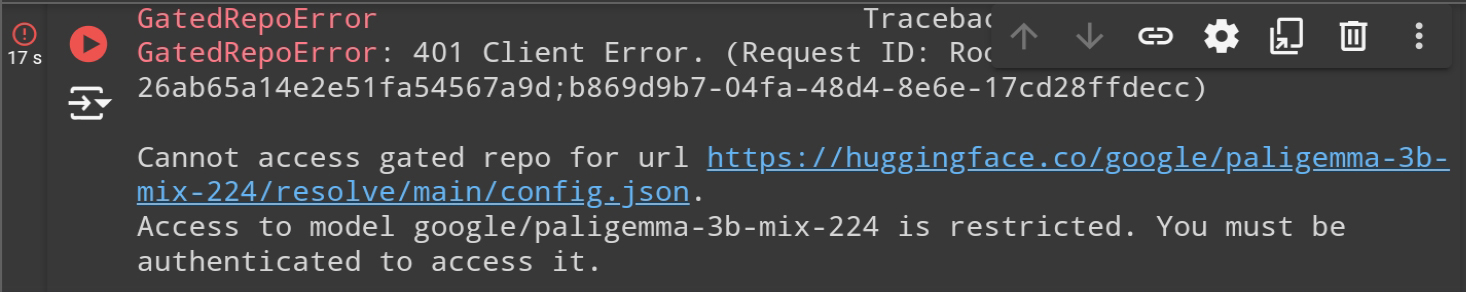 GatedRepoError Traceba
GatedRepoError: 401 Client Error. (Request ID: Roo
17 s
26ab65a14e2e51fa54567a9d;b869d9b7-04fa-48d4-8e6e-17cd28ffdecc)
Cannot access gated repo for url https://huggingface.co/google/paligemma-3b-
mix-224/resolve/main/config.json.
Access to model google/paligemma-3b-mix-224 is restricted. You must be
authenticated to access it.